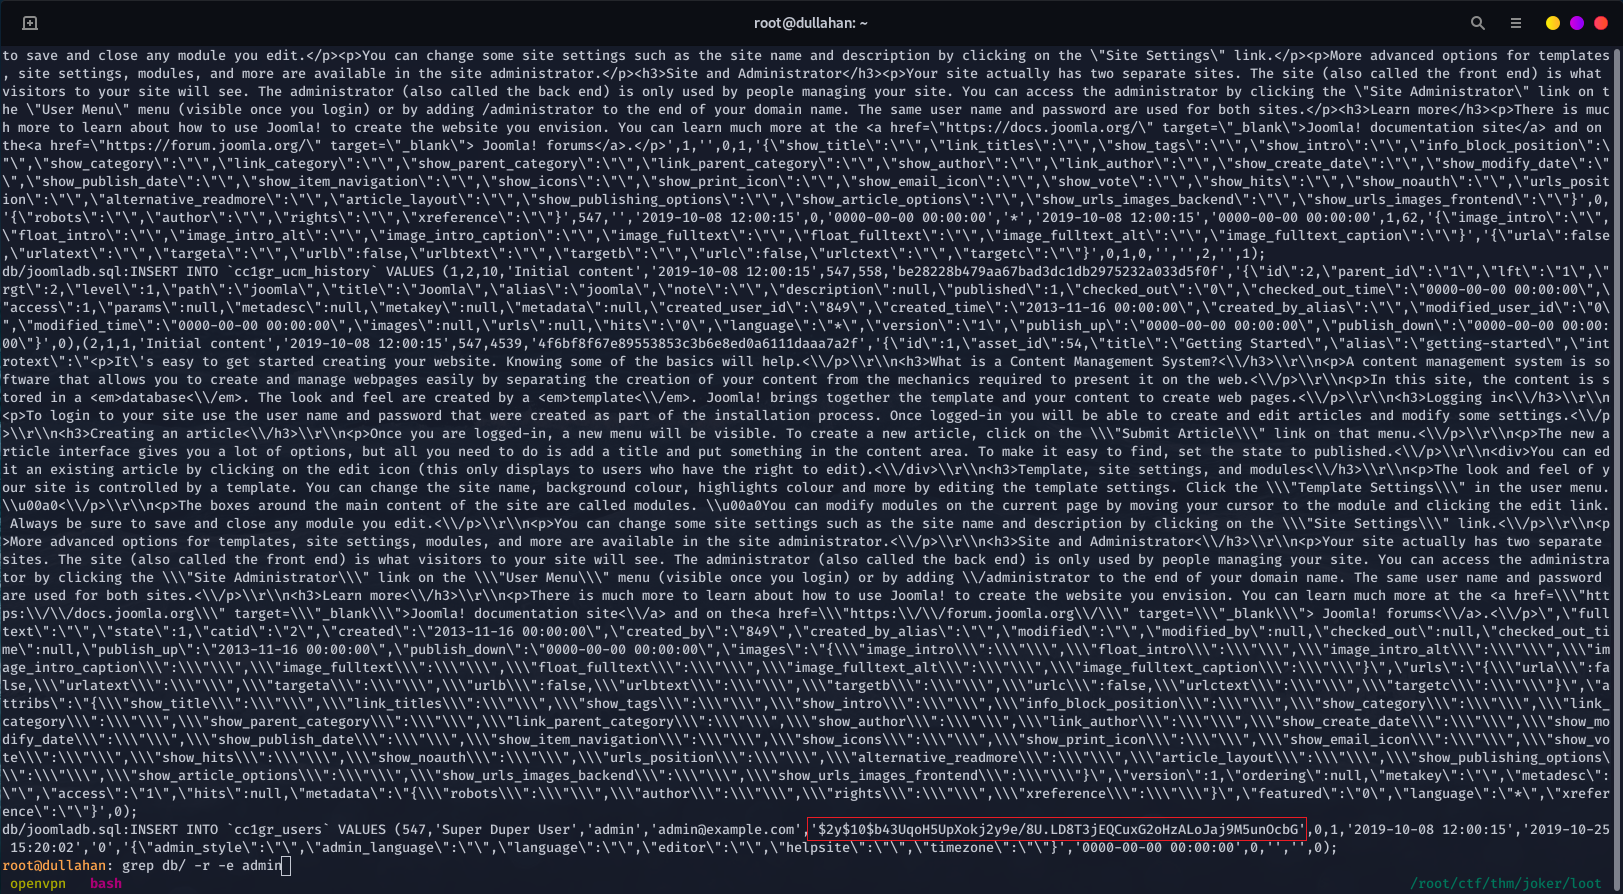 root@dullahan: ~
to save and close any module you edit.</p><p>You can change some site settings such as the site name and description by clicking on the \"Site Settings\" link.</p><p>More advanced options for templates
, site settings, modules, and more are available in the site administrator.</p><h3>Site and Administrator</h3><p>Your site actually has two separate sites. The site (also called the front end) is what
visitors to your site will see. The administrator (also called the back end) is only used by people managing your site. You can access the administrator by clicking the \"Site Administrator\" link on t
he \"User Menu\" menu (visible once you login) or by adding /administrator to the end of your domain name. The same user name and password are used for both sites.</p><h3>Learn more</h3><p>There is muc
h more to learn about how to use Joomla! to create the website you envision. You can learn much more at the <a href=\"https://docs.joomla.org/\" target=\"_blank\">Joomla! documentation site</a> and on
the<a href=\"https://forum.joomla.org/\" target=\"_blank\"> Joomla! forums</a>.</p>',1,'',0,1,'{\"show_title\":\"\",\"link_titles\":\"\",\"show_tags\":\"\",\"show_intro\":\"\",\"info_block_position\":\
"\",\"show_category\":\"\",\"link_category\":\"\",\"show_parent_category\":\"\",\"link_parent_category\":\"\",\"show_author\":\"\",\"link_author\":\"\",\"show_create_date\":\"\",\"show_modify_date\":\"
\",\"show_publish_date\":\"\",\"show_item_navigation\":\"\",\"show_icons\":\"\",\"show_print_icon\":\"\",\"show_email_icon\":\"\",\"show_vote\":\"\",\"show_hits\":\"\",\"show_noauth\":\"\",\"urls_posit
ion\":\"\",\"alternative_readmore\":\"\",\"article_layout\":\"\",\"show_publishing_options\":\"\",\"show_article_options\":\"\",\"show_urls_images_backend\":\"\",\"show_urls_images_frontend\":\"\"}',0,
'{\"robots\":\"\",\"author\":\"\",\"rights\":\"\",\"xreference\":\"\"}',547,'','2019-10-08 12:00:15',0,'0000-00-00 00:00:00','*','2019-10-08 12:00:15','0000-00-00 00:00:00',1,62,'{\"image_intro\":\"\",
\"float_intro\":\"\",\"image_intro_alt\":\"\",\"image_intro_caption\":\"\",\"image_fulltext\":\"\",\"float_fulltext\":\"\",\"image_fulltext_alt\":\"\",\"image_fulltext_caption\":\"\"}','{\"urla\":false
,\"urlatext\":\"\",\"targeta\":\"\",\"urlb\":false,\"urlbtext\":\"\",\"targetb\":\"\",\"urlc\":false,\"urlctext\":\"\",\"targetc\":\"\"}',0,1,0,'','',2,'',1);
db/joomladb.sql:INSERT INTO `cc1gr_ucm_history` VALUES (1,2,10,'Initial content','2019-10-08 12:00:15',547,558,'be28228b479aa67bad3dc1db2975232a033d5f0f','{\"id\":2,\"parent_id\":\"1\",\"lft\":\"1\",\"
rgt\":2,\"level\":1,\"path\":\"joomla\",\"title\":\"Joomla\",\"alias\":\"joomla\",\"note\":\"\",\"description\":null,\"published\":1,\"checked_out\":\"0\",\"checked_out_time\":\"0000-00-00 00:00:00\",\
"access\":1,\"params\":null,\"metadesc\":null,\"metakey\":null,\"metadata\":null,\"created_user_id\":\"849\",\"created_time\":\"2013-11-16 00:00:00\",\"created_by_alias\":\"\",\"modified_user_id\":\"0\
",\"modified_time\":\"0000-00-00 00:00:00\",\"images\":null,\"urls\":null,\"hits\":\"0\",\"language\":\"*\",\"version\":\"1\",\"publish_up\":\"0000-00-00 00:00:00\",\"publish_down\":\"0000-00-00 00:00:
00\"}',0),(2,1,1,'Initial content','2019-10-08 12:00:15',547,4539,'4f6bf8f67e89553853c3b6e8ed0a6111daaa7a2f','{\"id\":1,\"asset_id\":54,\"title\":\"Getting Started\",\"alias\":\"getting-started\",\"int
rotext\":\"<p>It\'s easy to get started creating your website. Knowing some of the basics will help.<\\/p>\\r\\n<h3>What is a Content Management System?<\\/h3>\\r\\n<p>A content management system is so
ftware that allows you to create and manage webpages easily by separating the creation of your content from the mechanics required to present it on the web.<\\/p>\\r\\n<p>In this site, the content is s
tored in a <em>database<\\/em>. The look and feel are created by a <em>template<\\/em>. Joomla! brings together the template and your content to create web pages.<\\/p>\\r\\n<h3>Logging in<\\/h3>\\r\\n
<p>To login to your site use the user name and password that were created as part of the installation process. Once logged-in you will be able to create and edit articles and modify some settings.<\\/p
>\\r\\n<h3>Creating an article<\\/h3>\\r\\n<p>Once you are logged-in, a new menu will be visible. To create a new article, click on the \\\"Submit Article\\\" link on that menu.<\\/p>\\r\\n<p>The new a
rticle interface gives you a lot of options, but all you need to do is add a title and put something in the content area. To make it easy to find, set the state to published.<\\/p>\\r\\n<div>You can ed
it an existing article by clicking on the edit icon (this only displays to users who have the right to edit).<\\/div>\\r\\n<h3>Template, site settings, and modules<\\/h3>\\r\\n<p>The look and feel of y
our site is controlled by a template. You can change the site name, background colour, highlights colour and more by editing the template settings. Click the \\\"Template Settings\\\" in the user menu.
\\u00a0<\\/p>\\r\\n<p>The boxes around the main content of the site are called modules. \\u00a0You can modify modules on the current page by moving your cursor to the module and clicking the edit link.
Always be sure to save and close any module you edit.<\\/p>\\r\\n<p>You can change some site settings such as the site name and description by clicking on the \\\"Site Settings\\\" link.<\\/p>\\r\\n<p
>More advanced options for templates, site settings, modules, and more are available in the site administrator.<\\/p>\\r\\n<h3>Site and Administrator<\\/h3>\\r\\n<p>Your site actually has two separate
sites. The site (also called the front end) is what visitors to your site will see. The administrator (also called the back end) is only used by people managing your site. You can access the administra
tor by clicking the \\\"Site Administrator\\\" link on the \\\"User Menu\\\" menu (visible once you login) or by adding \\/administrator to the end of your domain name. The same user name and password
are used for both sites.<\\/p>\\r\\n<h3>Learn more<\\/h3>\\r\\n<p>There is much more to learn about how to use Joomla! to create the website you envision. You can learn much more at the <a href=\\\"htt
ps:\\/\\/docs.joomla.org\\\" target=\\\"_blank\\\">Joomla! documentation site<\\/a> and on the<a href=\\\"https:\\/\\/forum.joomla.org\\/\\\" target=\\\"_blank\\\"> Joomla! forums<\\/a>.<\\/p>\",\"full
text\":\"\",\"state\":1,\"catid\":\"2\",\"created\":\"2013-11-16 00:00:00\",\"created_by\":\"849\",\"created_by_alias\":\"\",\"modified\":\"\",\"modified_by\":null,\"checked_out\":null,\"checked_out_ti
me\":null,\"publish_up\":\"2013-11-16 00:00:00\",\"publish_down\":\"0000-00-00 00:00:00\",\"images\":\"{\\\"image_intro\\\":\\\"\\\",\\\"float_intro\\\":\\\"\\\",\\\"image_intro_alt\\\":\\\"\\\",\\\"im
age_intro_caption\\\":\\\"\\\",\\\"image_fulltext\\\":\\\"\\\",\\\"float_fulltext\\\":\\\"\\\",\\\"image_fulltext_alt\\\":\\\"\\\",\\\"image_fulltext_caption\\\":\\\"\\\"}\",\"urls\":\"{\\\"urla\\\":fa
lse,\\\"urlatext\\\":\\\"\\\",\\\"targeta\\\":\\\"\\\",\\\"urlb\\\":false,\\\"urlbtext\\\":\\\"\\\",\\\"targetb\\\":\\\"\\\",\\\"urlc\\\":false,\\\"urlctext\\\":\\\"\\\",\\\"targetc\\\":\\\"\\\"}\",\"a
ttribs\":\"{\\\"show_title\\\":\\\"\\\",\\\"link_titles\\\":\\\"\\\",\\\"show_tags\\\":\\\"\\\",\\\"show_intro\\\":\\\"\\\",\\\"info_block_position\\\":\\\"\\\",\\\"show_category\\\":\\\"\\\",\\\"link_
category\\\":\\\"\\\",\\\"show_parent_category\\\":\\\"\\\",\\\"link_parent_category\\\":\\\"\\\",\\\"show_author\\\":\\\"\\\",\\\"link_author\\\":\\\"\\\",\\\"show_create_date\\\":\\\"\\\",\\\"show_mo
dify_date\\\":\\\"\\\",\\\"show_publish_date\\\":\\\"\\\",\\\"show_item_navigation\\\":\\\"\\\",\\\"show_icons\\\":\\\"\\\",\\\"show_print_icon\\\":\\\"\\\",\\\"show_email_icon\\\":\\\"\\\",\\\"show_vo
te\\\":\\\"\\\",\\\"show_hits\\\":\\\"\\\",\\\"show_noauth\\\":\\\"\\\",\\\"urls_position\\\":\\\"\\\",\\\"alternative_readmore\\\":\\\"\\\",\\\"article_layout\\\":\\\"\\\",\\\"show_publishing_options\
\\":\\\"\\\",\\\"show_article_options\\\":\\\"\\\",\\\"show_urls_images_backend\\\":\\\"\\\",\\\"show_urls_images_frontend\\\":\\\"\\\"}\",\"version\":1,\"ordering\":null,\"metakey\":\"\",\"metadesc\":
\"\",\"access\":\"1\",\"hits\":null,\"metadata\":\"{\\\"robots\\\":\\\"\\\",\\\"author\\\":\\\"\\\",\\\"rights\\\":\\\"\\\",\\\"xreference\\\":\\\"\\\"}\",\"featured\":\"0\",\"language\":\"*\",\"xrefer
ence\":\"\"}',0);
db/joomladb.sql:INSERT INTO `cc1gr_users` VALUES (547,'Super Duper User','admin','admin@example.com','$2y$10$b43UqoH5UpXokj2y9e/8U.LD8T3jEQCuxG2oHzALoJaj9M5unOcbG',0,1,'2019-10-08 12:00:15','2019-10-25
15:20:02','0','{\"admin_style\":\"\",\"admin_language\":\"\",\"language\":\"\",\"editor\":\"\",\"helpsite\":\"\",\"timezone\":\"\"}','0000-00-00 00:00:00',0,'','',0);
root@dullahan: grep db/ -r -e admin
openvpn bash /root/ctf/thm/joker/loot